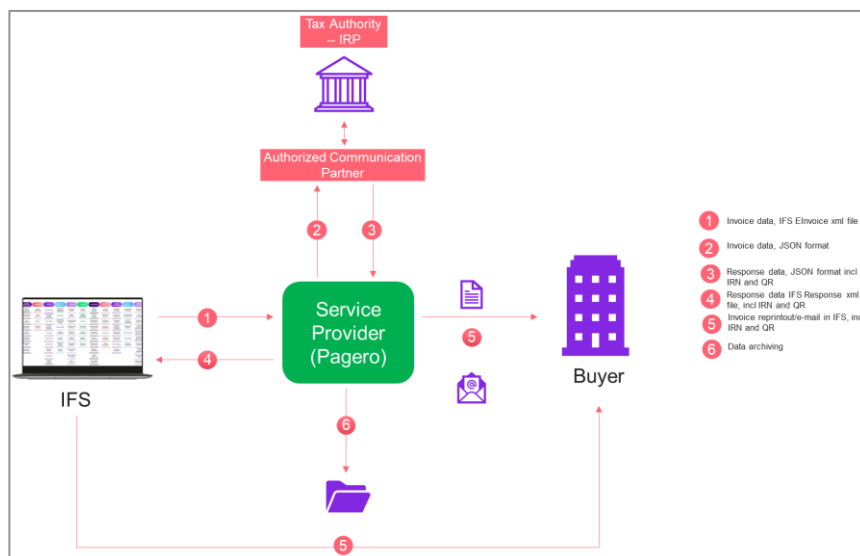 Tax Authority
-- IRP
Authorized Communication
Partner
2
3
1
Service
Provider
(Pagero)
4
5
@
IFS
Buyer
6
5
1 Invoice data, IFS EInvoice xml file
2 Invoice data, JSON format
3 Response data, JSON format incl
IRN and QR
4 Response data IFS Response xml
file, incl IRN and QR
5 Invoice reprintout/e-mail in IFS, inc
IRN and QR
6 Data archiving